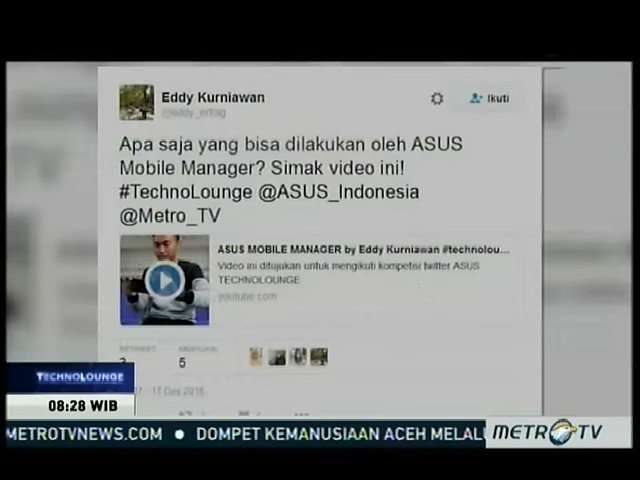 Eddy Kurniawan
Ikuti
Apa saja yang bisa dilakukan oleh ASUS
Mobile Manager? Simak video ini!
#TechnoLounge @ASUS_Indonesia
@Metro_TV
ASUS MOBILE MANAGER by Eddy Kurniawan #technolou...
Video ini ditujukan untuk mengikuti kompetisi twitter ASUS
TECHNOLOUNGE
youtube.com
5
TECHNOLOUNGE
08:28 WIB
METROTVNEWS.COM • DOMPET KEMANUSIAAN ACEH MELAL
METRO TV